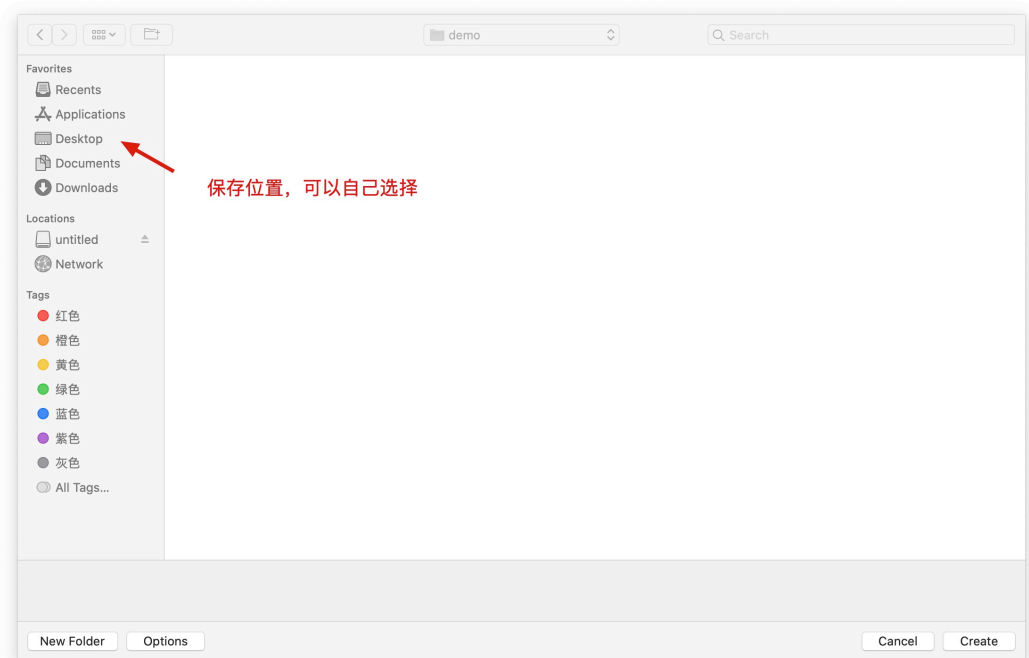 demo
Search
Favorites
Recents
Applications
Desktop
Documents
Downloads
保存位置，可以自己选择
Locations
untitled
Network
Tags
红色
橙色
黄色
绿色
蓝色
紫色
灰色
All Tags...
New Folder
Options
Cancel
Create